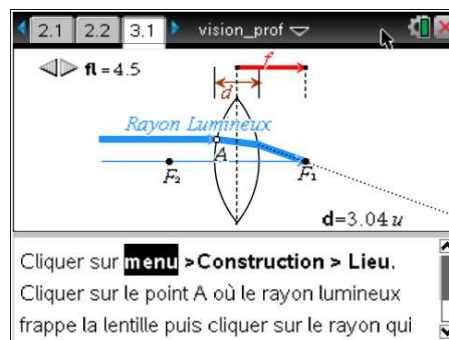 2.1 2.2 3.1 vision_prof
fl = 4.5
f
d
Rayon Lumineux
A
F₂ F₁
d=3.04 u
Cliquer sur menu >Construction > Lieu.
Cliquer sur le point A où le rayon lumineux
frappe la lentille puis cliquer sur le rayon qui